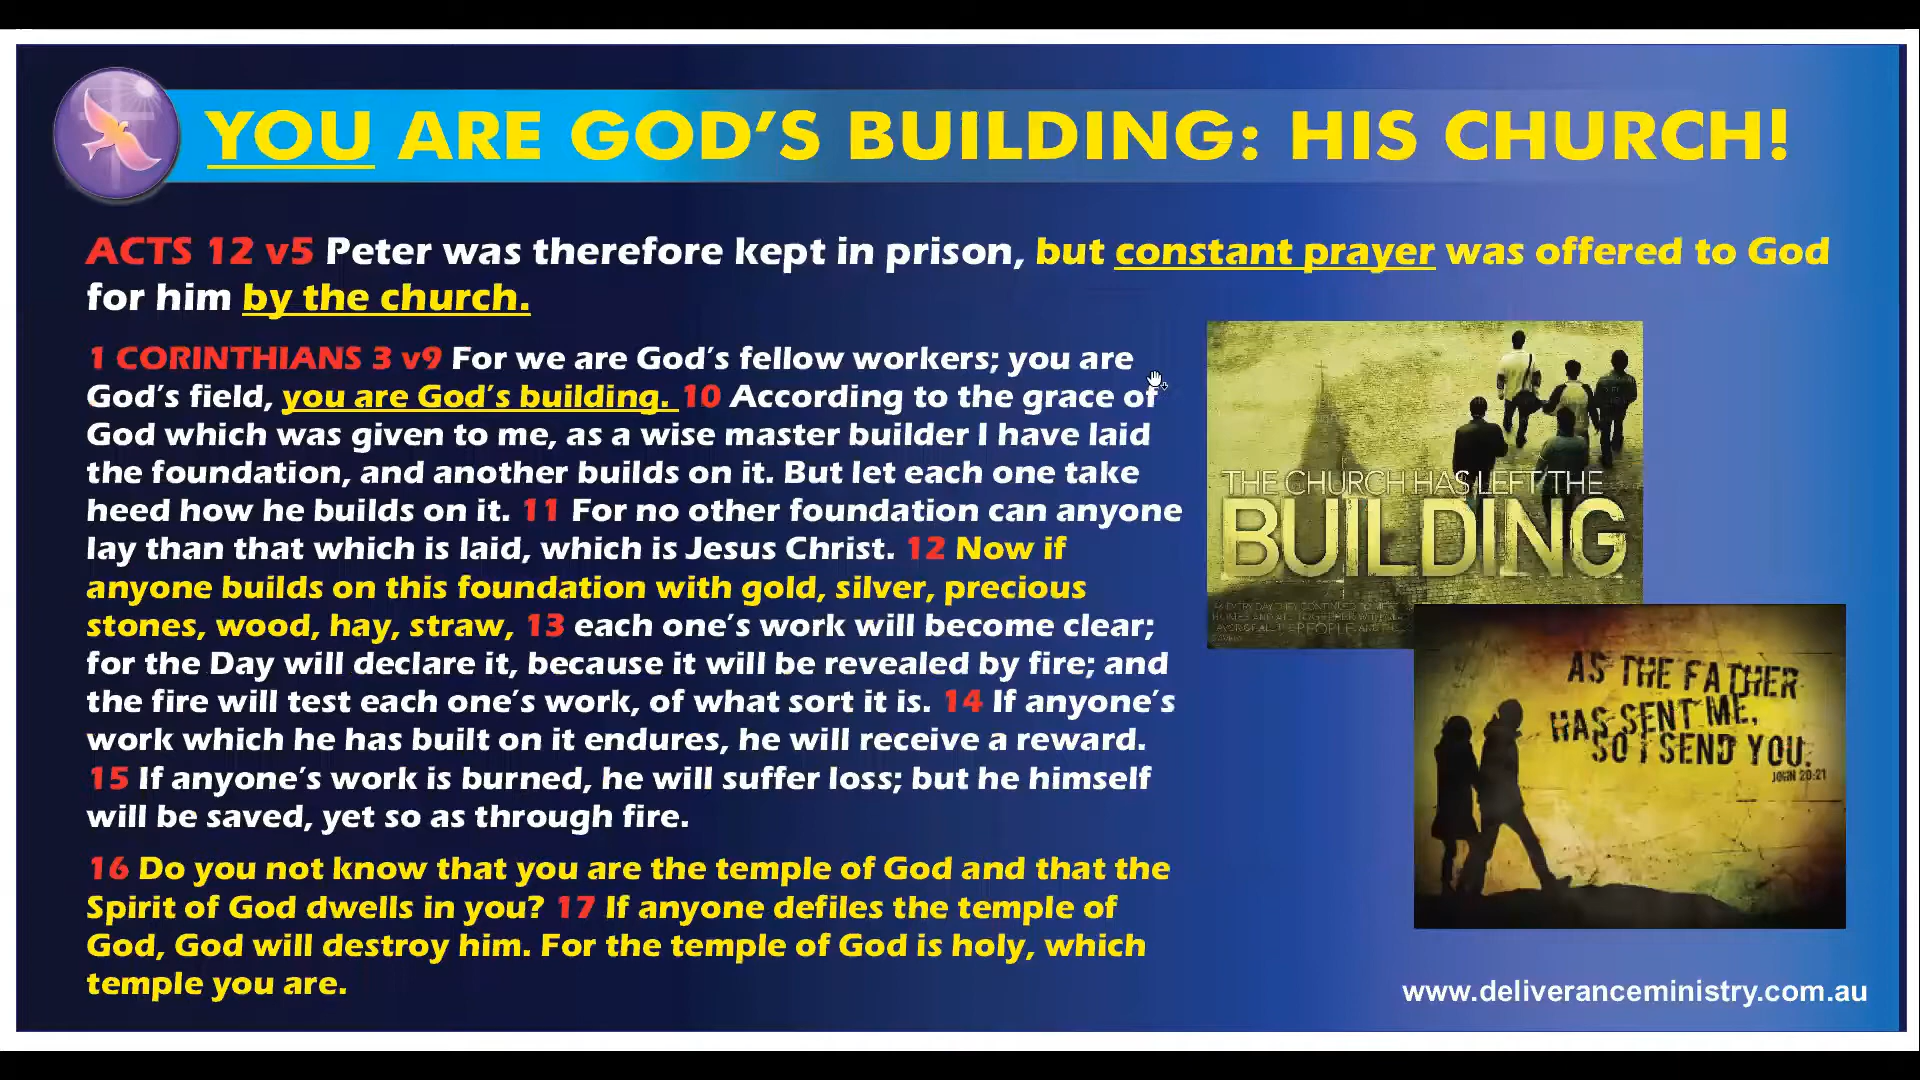 YOU ARE GOD'S BUILDING: HIS CHURCH!
ACTS 12 v5 Peter was therefore kept in prison, but constant prayer was offered to God
for him by the church.
1 CORINTHIANS 3 v9 For we are God's fellow workers; you are
God's field, you are God's building. 10 According to the grace of
God which was given to me, as a wise master builder I have laid
the foundation, and another builds on it. But let each one take
heed how he builds on it. 11 For no other foundation can anyone
lay than that which is laid, which is Jesus Christ. 12 Now if
anyone builds on this foundation with gold, silver, precious
stones, wood, hay, straw, 13 each one's work will become clear;
for the Day will declare it, because it will be revealed by fire; and
the fire will test each one's work, of what sort it is. 14 If anyone's
work which he has built on it endures, he will receive a reward.
15 If anyone's work is burned, he will suffer loss; but he himself
will be saved, yet so as through fire.
16 Do you not know that you are the temple of God and that the
Spirit of God dwells in you? 17 If anyone defiles the temple of
God, God will destroy him. For the temple of God is holy, which
temple you are.
THE CHURCH HAS LEFT THE
BUILDING
AS THE FATHER
HAS SENT ME,
SO I SEND YOU.
JOHN 20:21
www.deliveranceministry.com.au